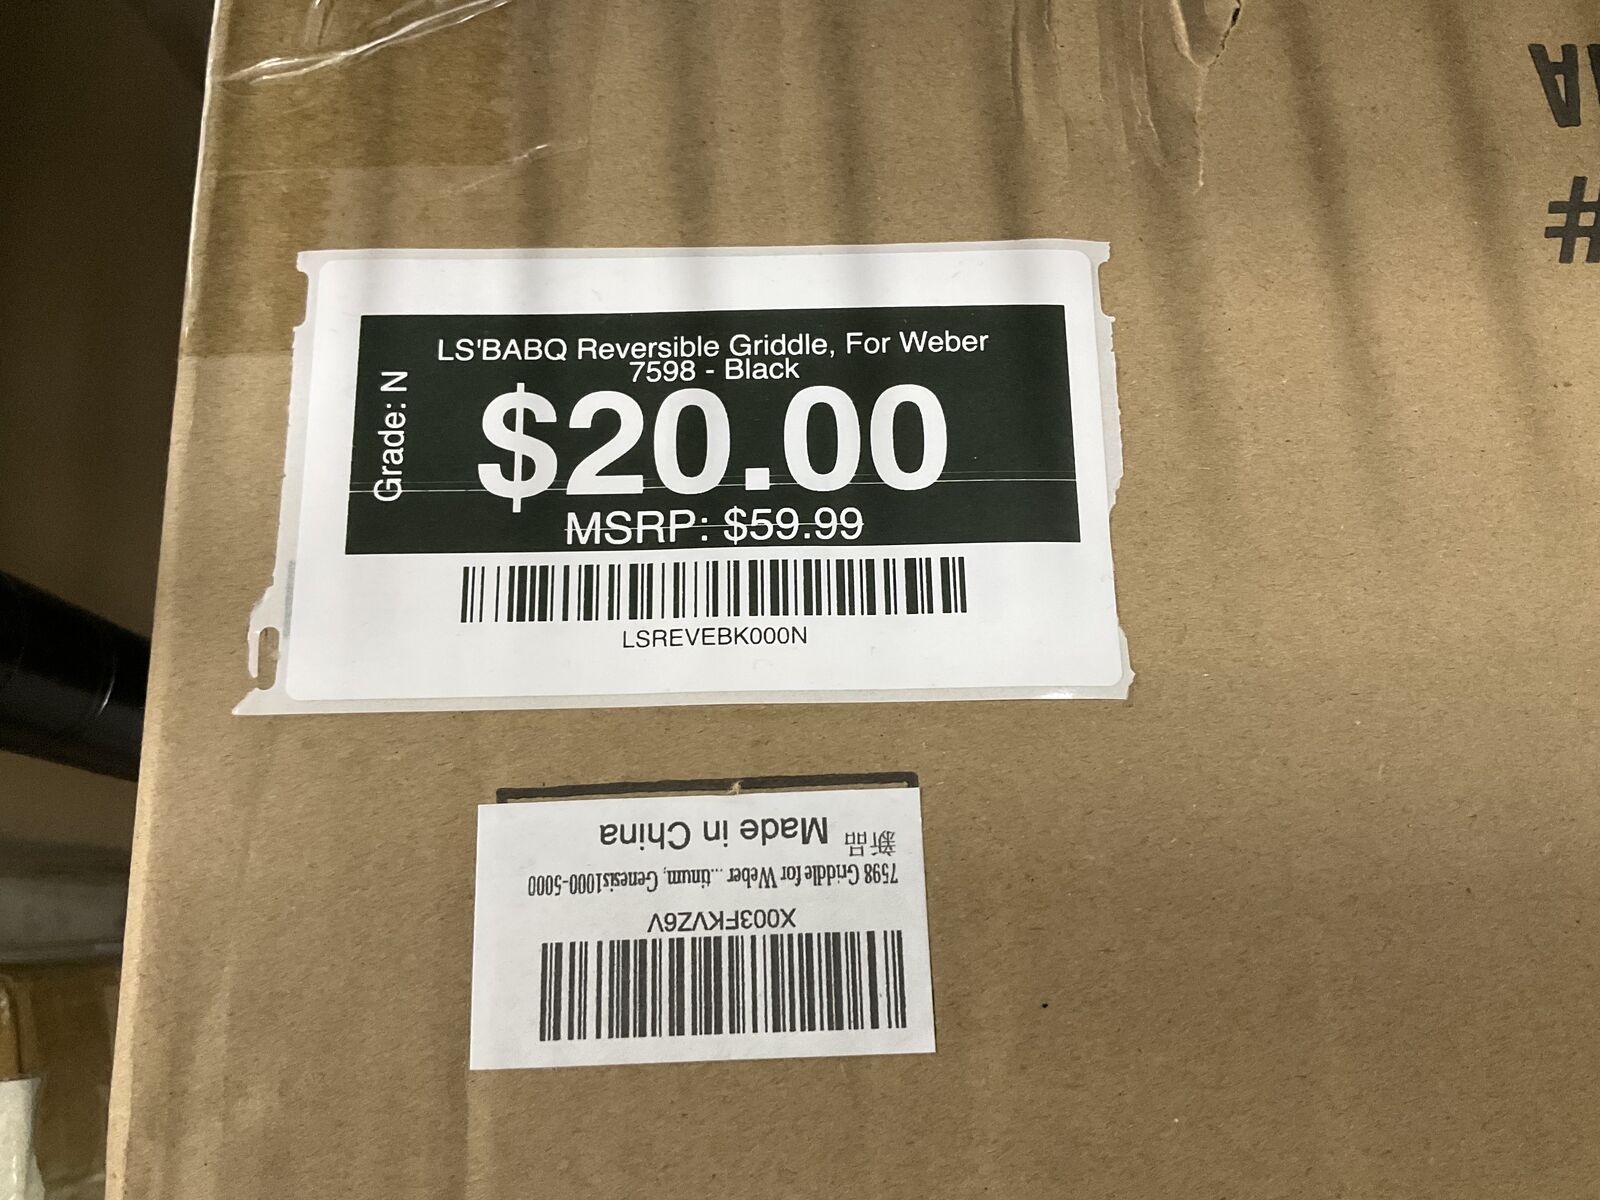 LS'BABQ Reversible Griddle, For Weber
7598 - Black
Grade: N
$20.00
MSRP: $59.99
LSREVEBK000N
X003FKVZ6V
7598 Griddle for Weber ...tinum, Genesis1000-5000
新品 Made in China
#